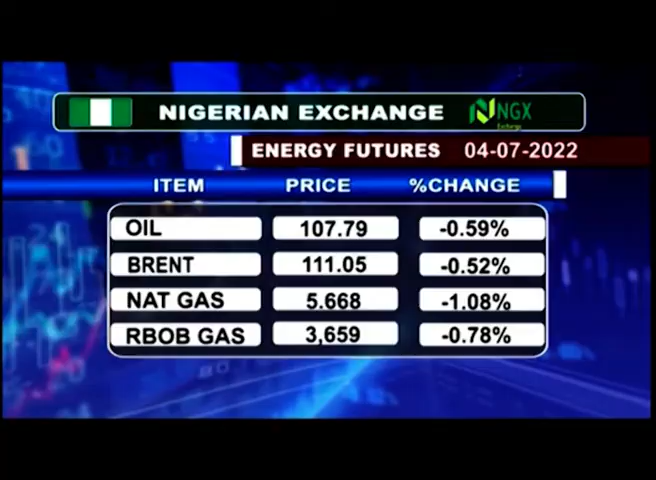 NIGERIAN EXCHANGE NGX
Exchange
ENERGY FUTURES 04-07-2022
ITEM PRICE %CHANGE
OIL 107.79 -0.59%
BRENT 111.05 -0.52%
NAT GAS 5.668 -1.08%
RBOB GAS 3,659 -0.78%